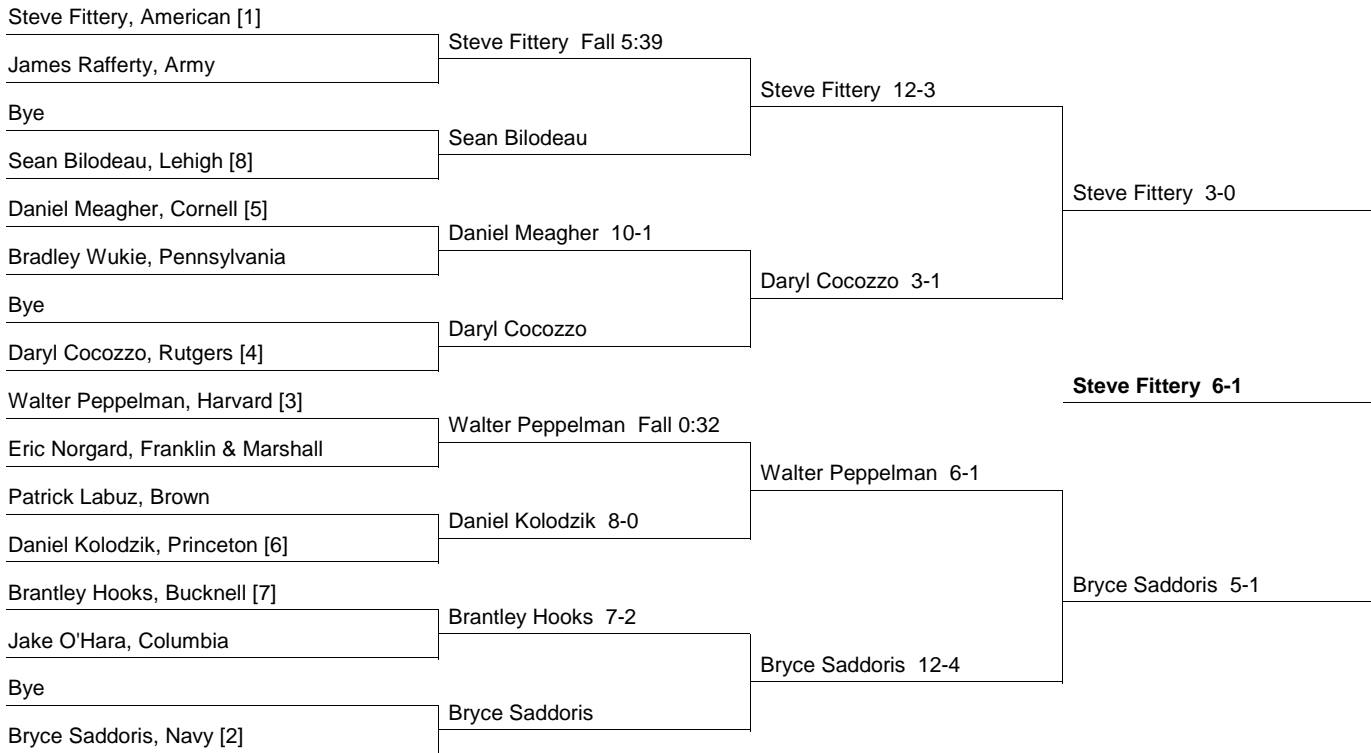 Steve Fittery, American [1]
James Rafferty, Army
Bye
Sean Bilodeau, Lehigh [8]
Daniel Meagher, Cornell [5]
Bradley Wukie, Pennsylvania
Bye
Daryl Cocozzo, Rutgers [4]
Walter Peppelman, Harvard [3]
Eric Norgard, Franklin & Marshall
Patrick Labuz, Brown
Daniel Kolodzik, Princeton [6]
Brantley Hooks, Bucknell [7]
Jake O'Hara, Columbia
Bye
Bryce Saddoris, Navy [2]
Steve Fittery Fall 5:39
Sean Bilodeau
Daniel Meagher 10-1
Daryl Cocozzo
Walter Peppelman Fall 0:32
Daniel Kolodzik 8-0
Brantley Hooks 7-2
Bryce Saddoris
Steve Fittery 12-3
Daryl Cocozzo 3-1
Walter Peppelman 6-1
Bryce Saddoris 12-4
Steve Fittery 3-0
Bryce Saddoris 5-1
Steve Fittery 6-1